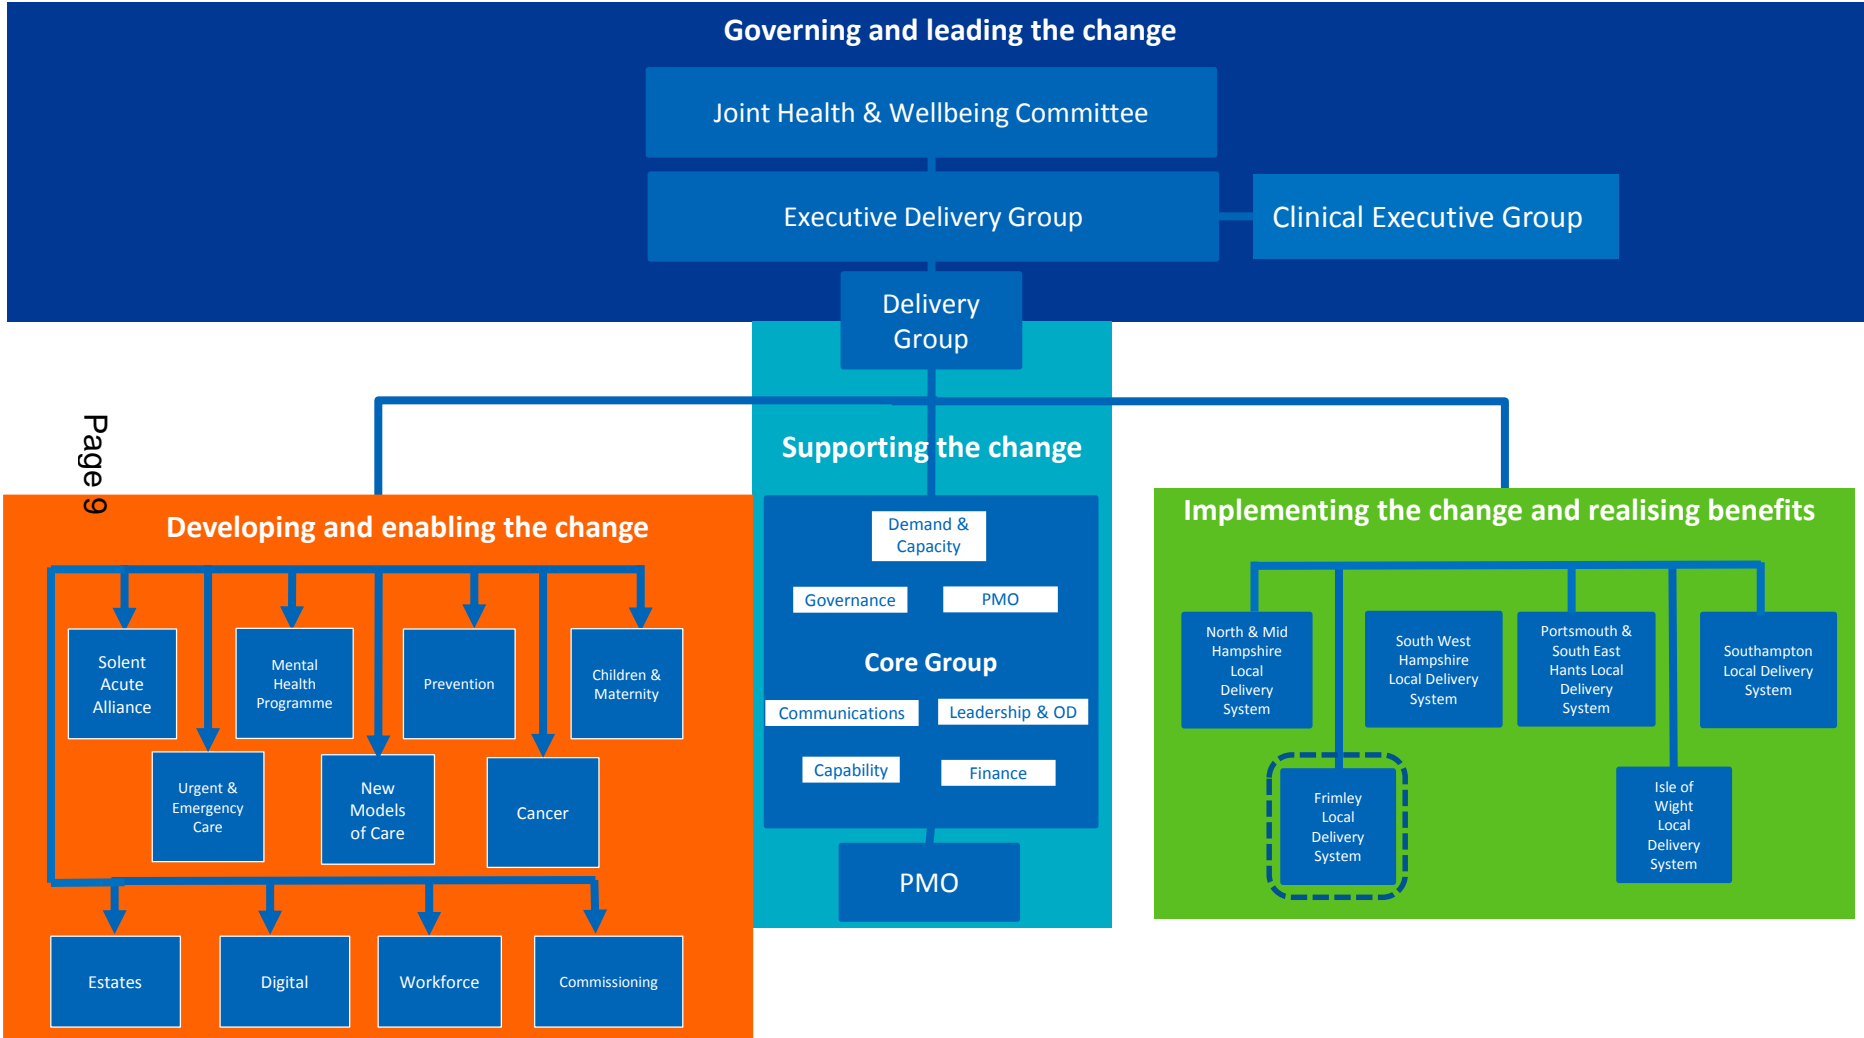 Governing and leading the change
Joint Health & Wellbeing Committee
Executive Delivery Group
Clinical Executive Group
Delivery
Group
Page 9
Supporting the change
Developing and enabling the change
Solent
Acute
Alliance
Mental
Health
Programme
Prevention
Children &
Maternity
Urgent &
Emergency
Care
New
Models
of Care
Cancer
Estates
Digital
Workforce
Commissioning
Demand &
Capacity
Governance
PMO
Core Group
Communications
Leadership & OD
Capability
Finance
PMO
Implementing the change and realising benefits
North & Mid
Hampshire
Local
Delivery
System
South West
Hampshire
Local Delivery
System
Portsmouth &
South East
Hants Local
Delivery
System
Southampton
Local Delivery
System
Frimley
Local
Delivery
System
Isle of
Wight
Local
Delivery
System